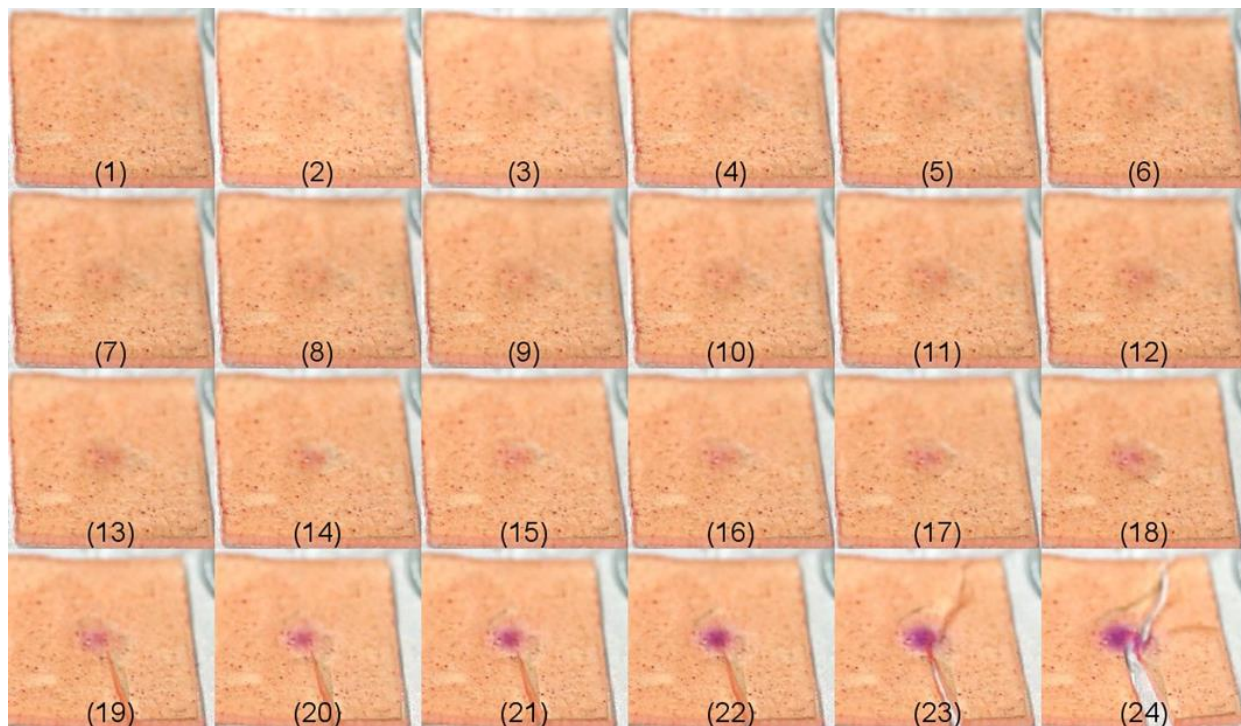 (1) (2) (3) (4) (5) (6)
(7) (8) (9) (10) (11) (12)
(13) (14) (15) (16) (17) (18)
(19) (20) (21) (22) (23) (24)